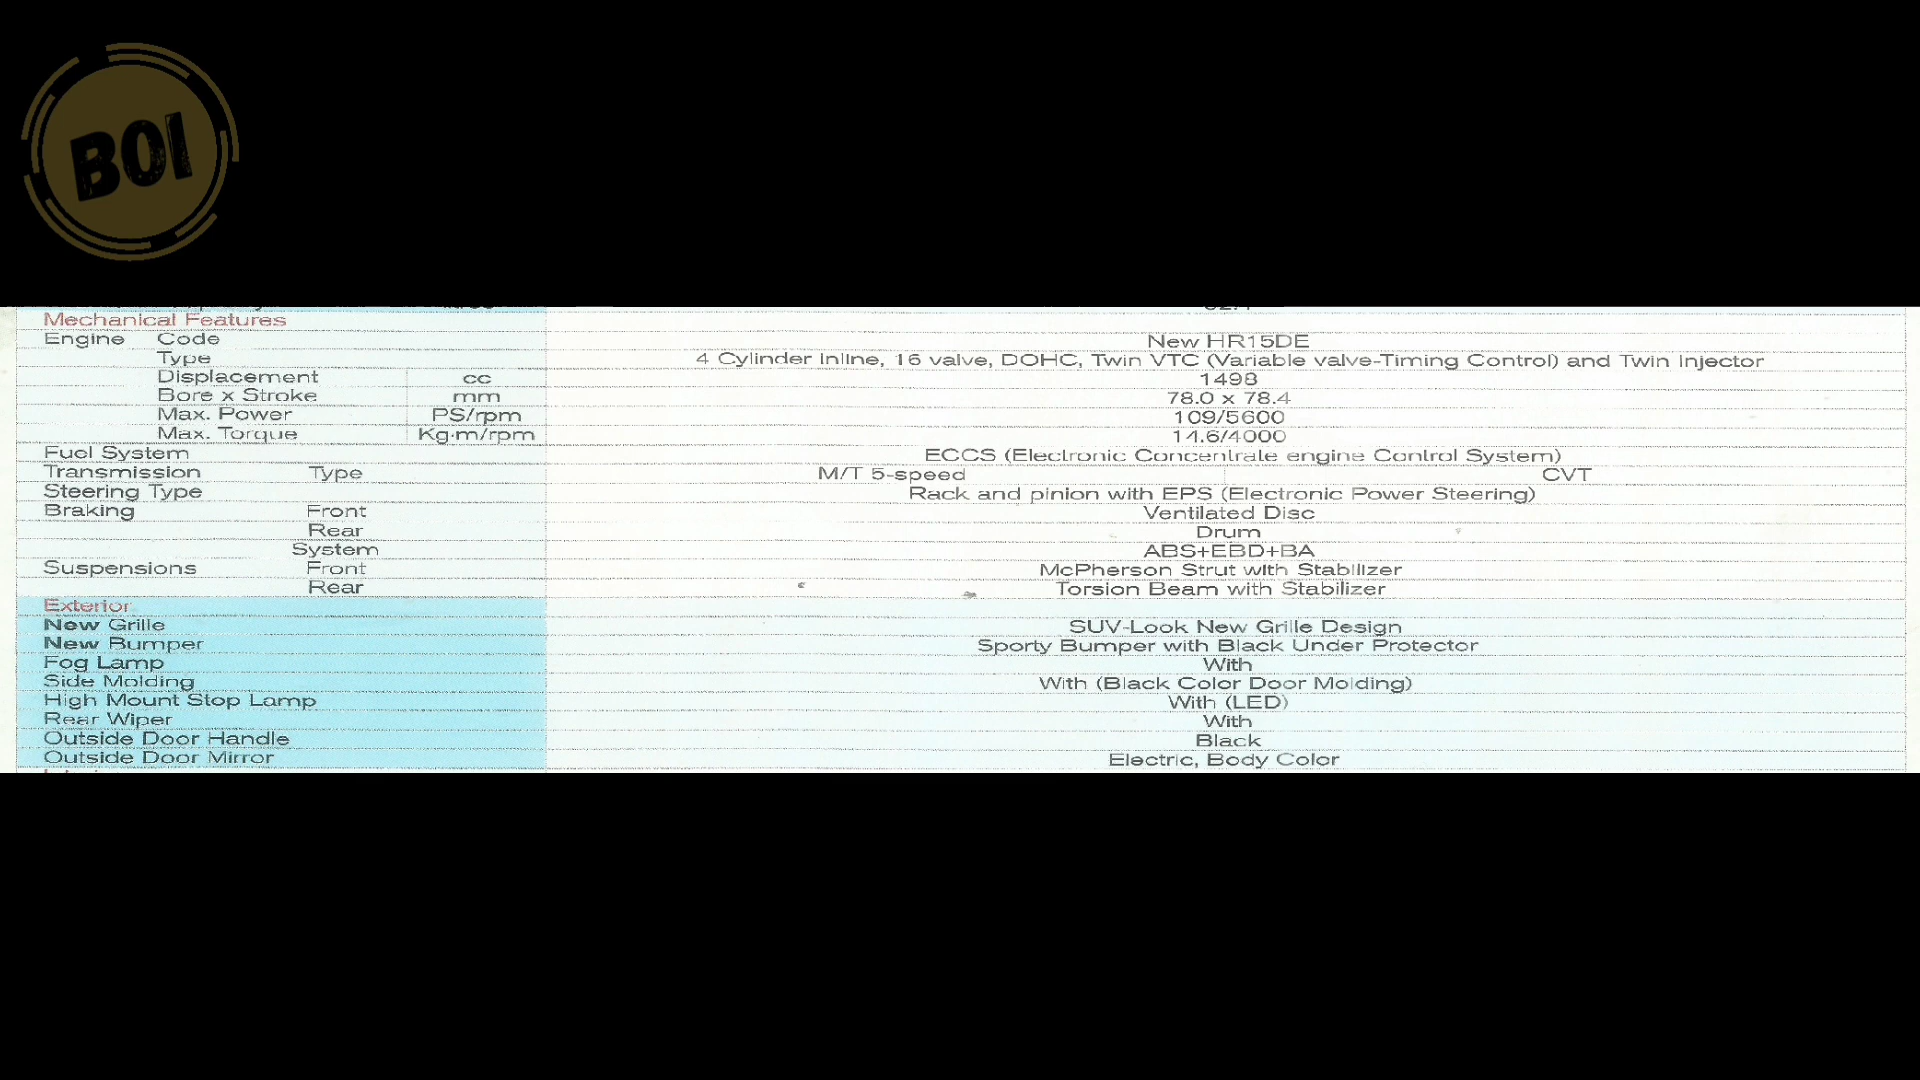 BOI
Mechanical Features
Engine Code New HR15DE
Type 4 Cylinder Inline, 16 valve, DOHC, Twin VTC (Variable valve-Timing Control) and Twin Injector
Displacement cc 1498
Bore x Stroke mm 78.0 x 78.4
Max. Power PS/rpm 109/5600
Max. Torque Kg·m/rpm 14.6/4000
Fuel System ECCS (Electronic Concentrate engine Control System)
Transmission Type M/T 5-speed CVT
Steering Type Rack and pinion with EPS (Electronic Power Steering)
Braking Front Ventilated Disc
Rear Drum
System ABS+EBD+BA
Suspensions Front McPherson Strut with Stabilizer
Rear Torsion Beam with Stabilizer
Exterior
New Grille SUV-Look New Grille Design
New Bumper Sporty Bumper with Black Under Protector
Fog Lamp With
Side Molding With (Black Color Door Molding)
High Mount Stop Lamp With (LED)
Rear Wiper With
Outside Door Handle Black
Outside Door Mirror Electric, Body Color